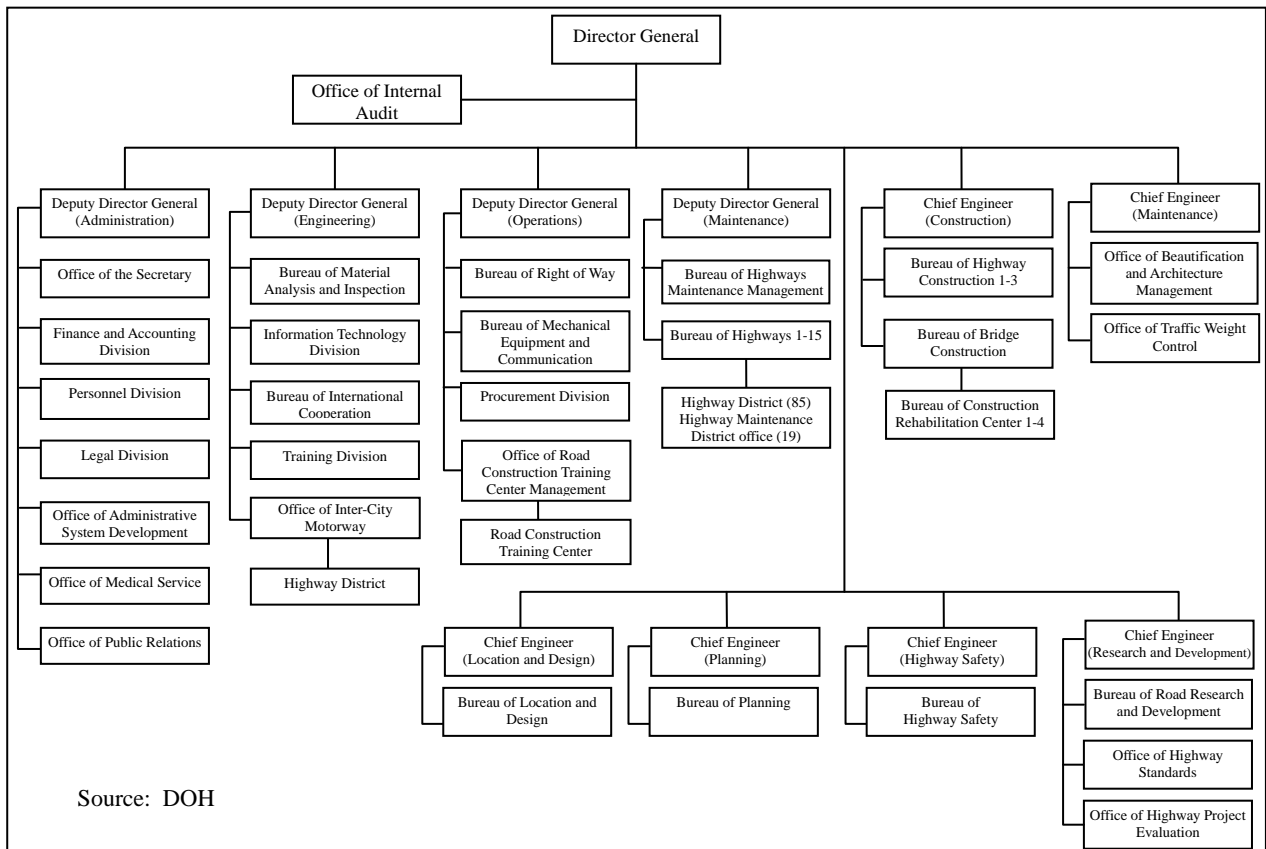 Director General
Office of Internal
Audit
Deputy Director General
(Administration)
Office of the Secretary
Finance and Accounting
Division
Personnel Division
Legal Division
Office of Administrative
System Development
Office of Medical Service
Office of Public Relations
Deputy Director General
(Engineering)
Bureau of Material
Analysis and Inspection
Information Technology
Division
Bureau of International
Cooperation
Training Division
Office of Inter-City
Motorway
Highway District
Deputy Director General
(Operations)
Bureau of Right of Way
Bureau of Mechanical
Equipment and
Communication
Procurement Division
Office of Road
Construction Training
Center Management
Road Construction
Training Center
Deputy Director General
(Maintenance)
Bureau of Highways
Maintenance Management
Bureau of Highways 1-15
Highway District (85)
Highway Maintenance
District office (19)
Chief Engineer
(Construction)
Bureau of Highway
Construction 1-3
Bureau of Bridge
Construction
Bureau of Construction
Rehabilitation Center 1-4
Chief Engineer
(Maintenance)
Office of Beautification
and Architecture
Management
Office of Traffic Weight
Control
Chief Engineer
(Location and Design)
Bureau of Location and
Design
Chief Engineer
(Planning)
Bureau of Planning
Chief Engineer
(Highway Safety)
Bureau of
Highway Safety
Chief Engineer
(Research and Development)
Bureau of Road Research
and Development
Office of Highway
Standards
Office of Highway Project
Evaluation
Source: DOH